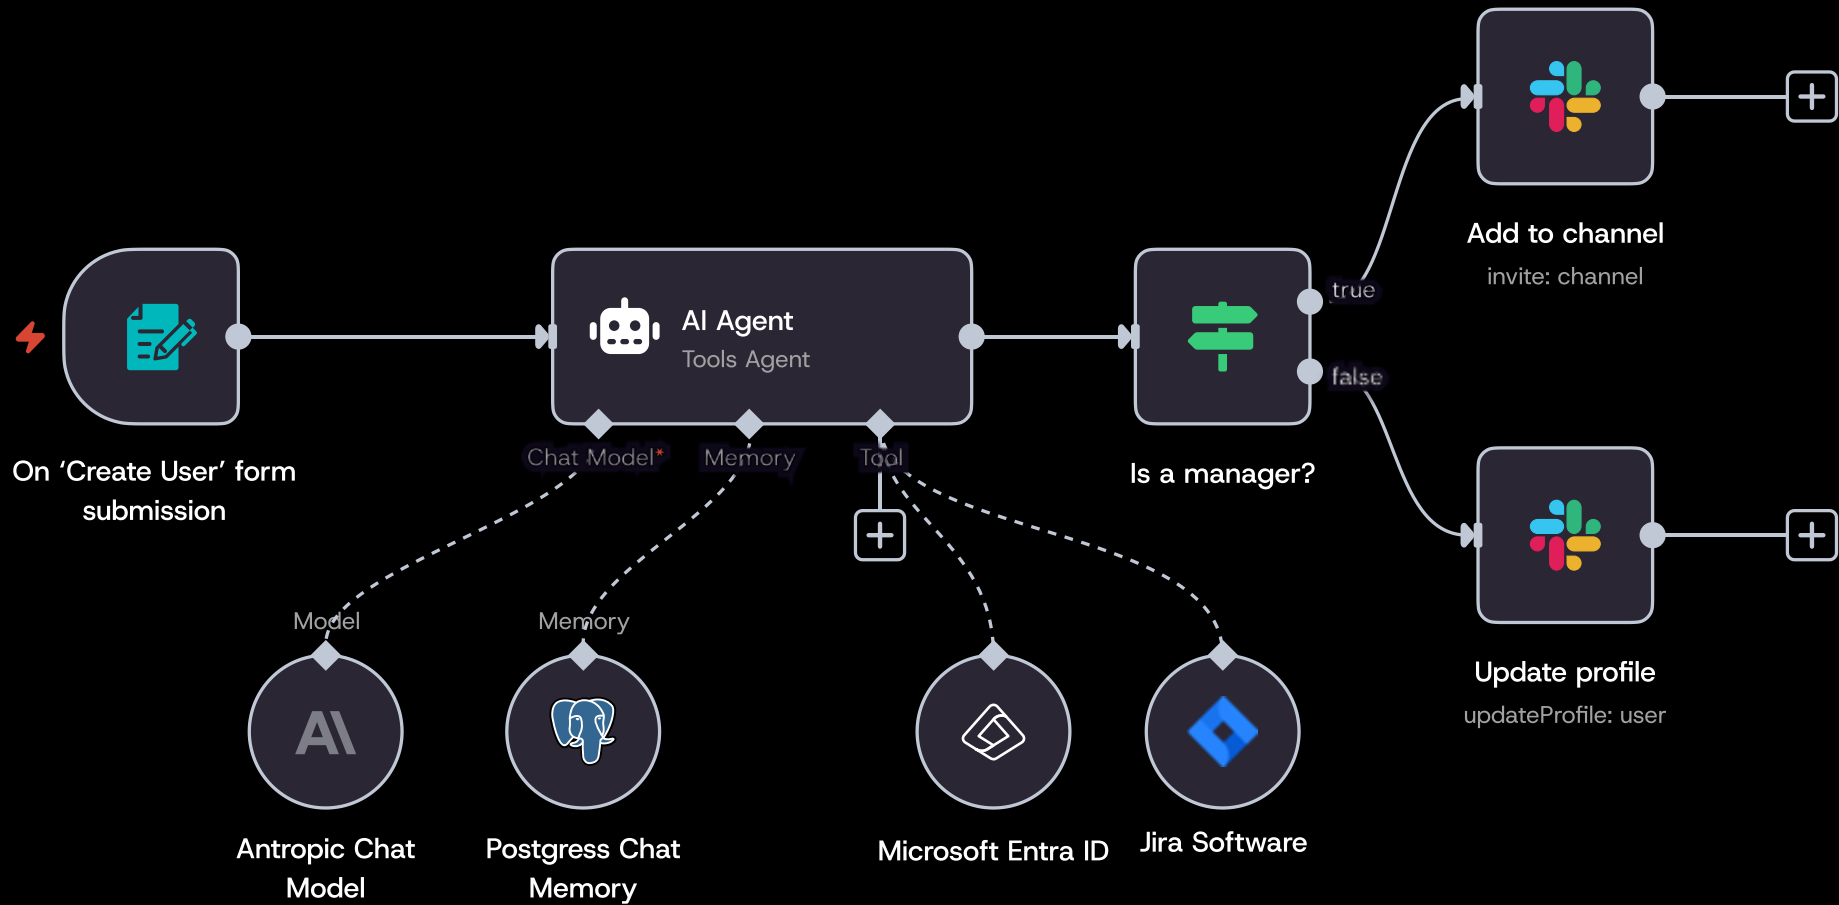 Add to channel
invite: channel
true
AI Agent
Tools Agent
false
Chat Model*
Memory
Tool
On ‘Create User’ form
submission
Is a manger?
Model
Memory
Update profile
updateProfile: user
Antropic Chat
Model
Postgress Chat
Memory
Microsoft Entra ID
Jira Software